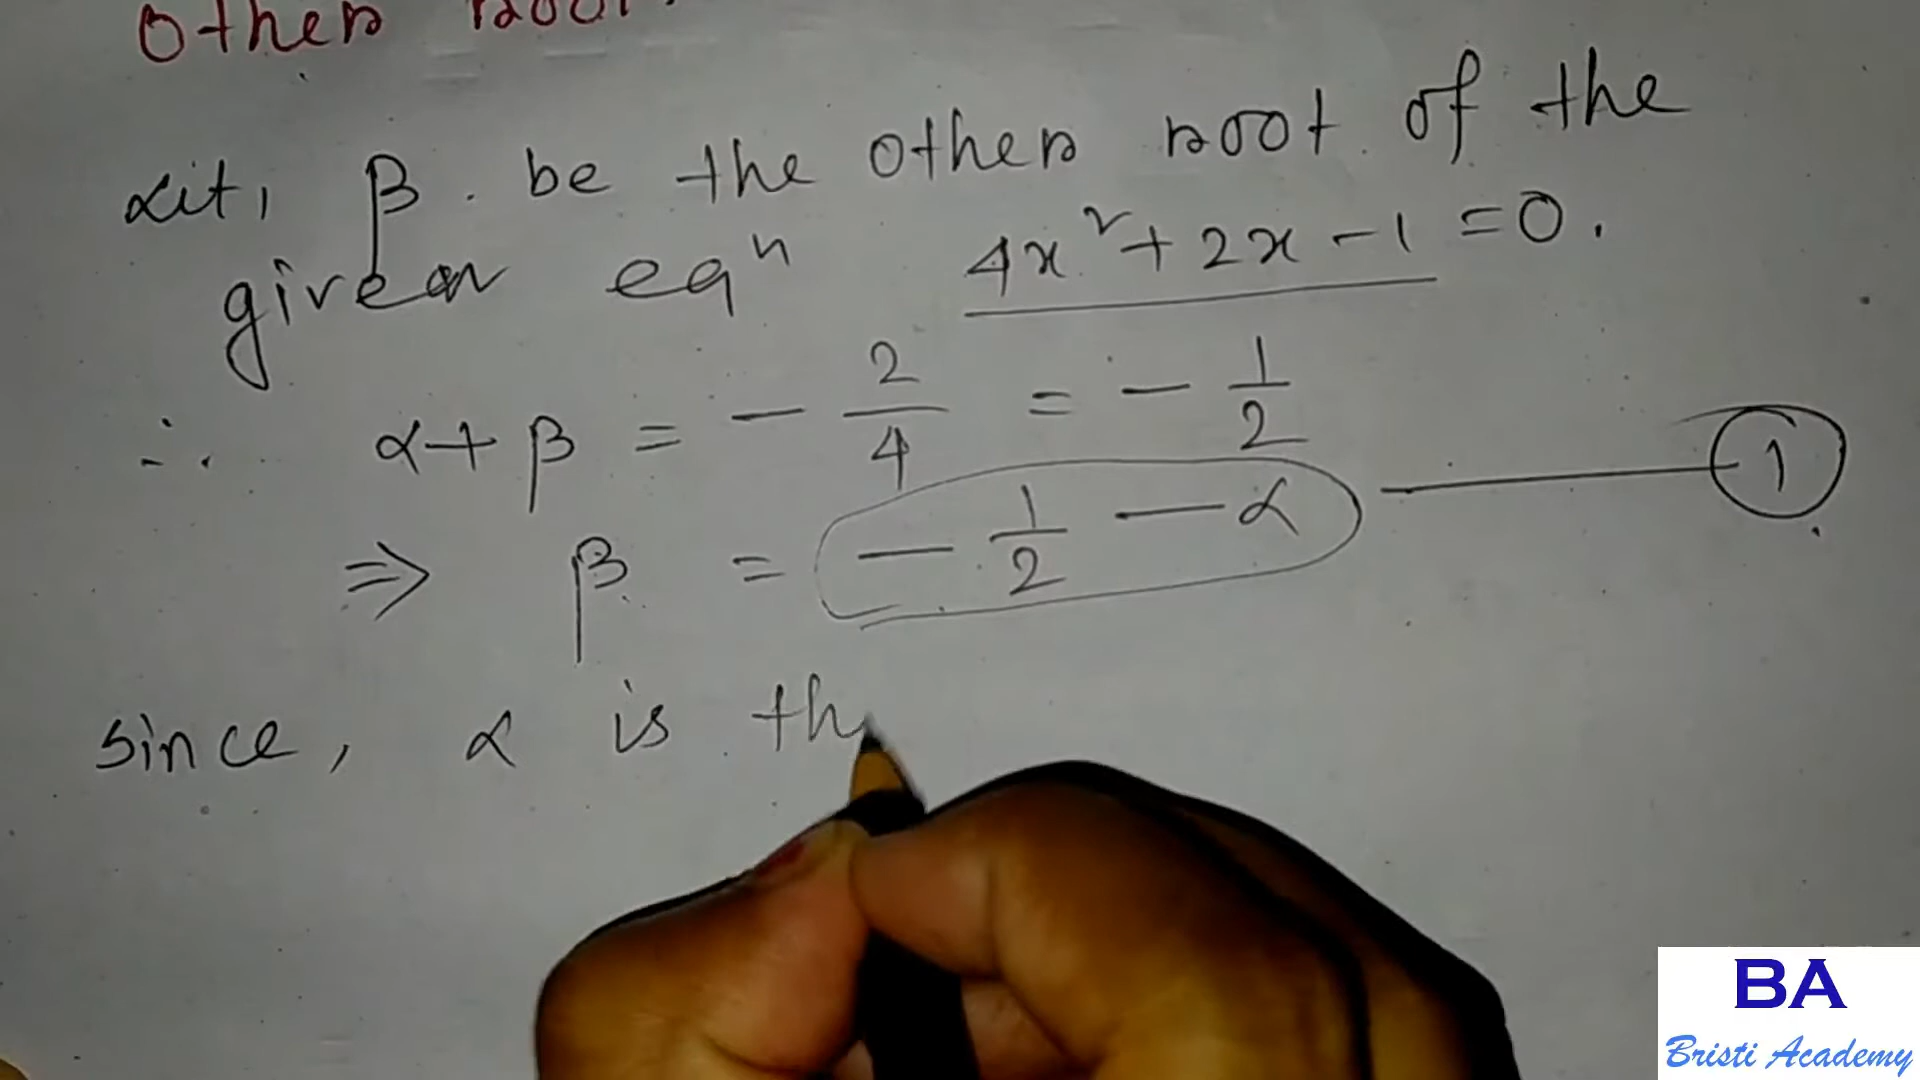 other root.
Let, β be the other root of the
given eqⁿ 4x² + 2x - 1 = 0.
∴ α + β = - 2/4 = - 1/2
⇒ β = - 1/2 - α ——— ①
since, α is th
BA
Bristi Academy